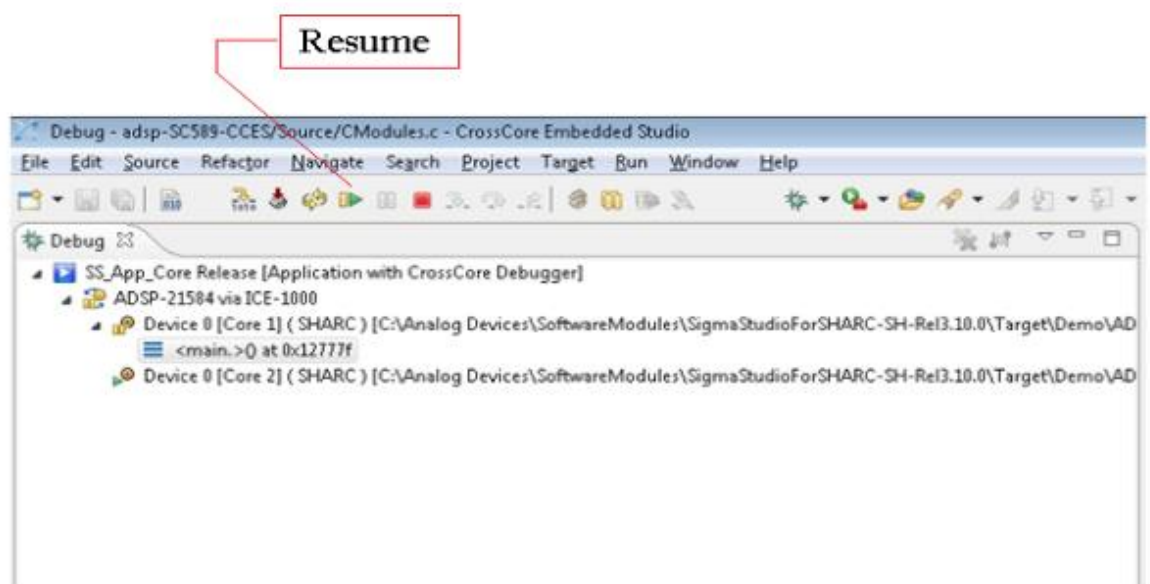 Resume
Debug - adsp-SC589-CCES/Source/CModules.c - CrossCore Embedded Studio
File Edit Source Refactor Navigate Search Project Target Run Window Help
Debug
SS_App_Core Release [Application with CrossCore Debugger]
ADSP-21584 via ICE-1000
Device 0 [Core 1] ( SHARC ) [C:\Analog Devices\SoftwareModules\SigmaStudioForSHARC-SH-Rel3.10.0\Target\Demo\AD
<main.>() at 0x12777f
Device 0 [Core 2] ( SHARC ) [C:\Analog Devices\SoftwareModules\SigmaStudioForSHARC-SH-Rel3.10.0\Target\Demo\AD